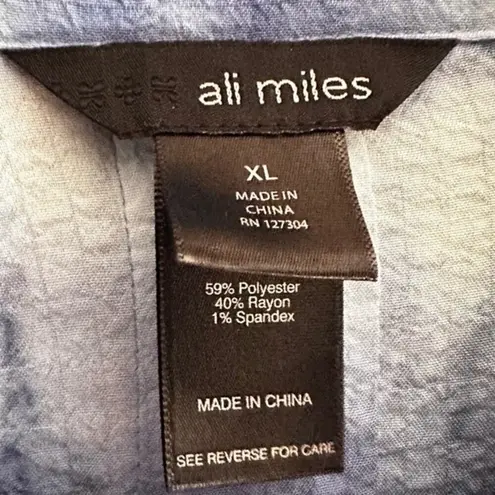 ali miles
XL
MADE IN
CHINA
RN 127304
59% Polyester
40% Rayon
1% Spandex
MADE IN CHINA
SEE REVERSE FOR CARE